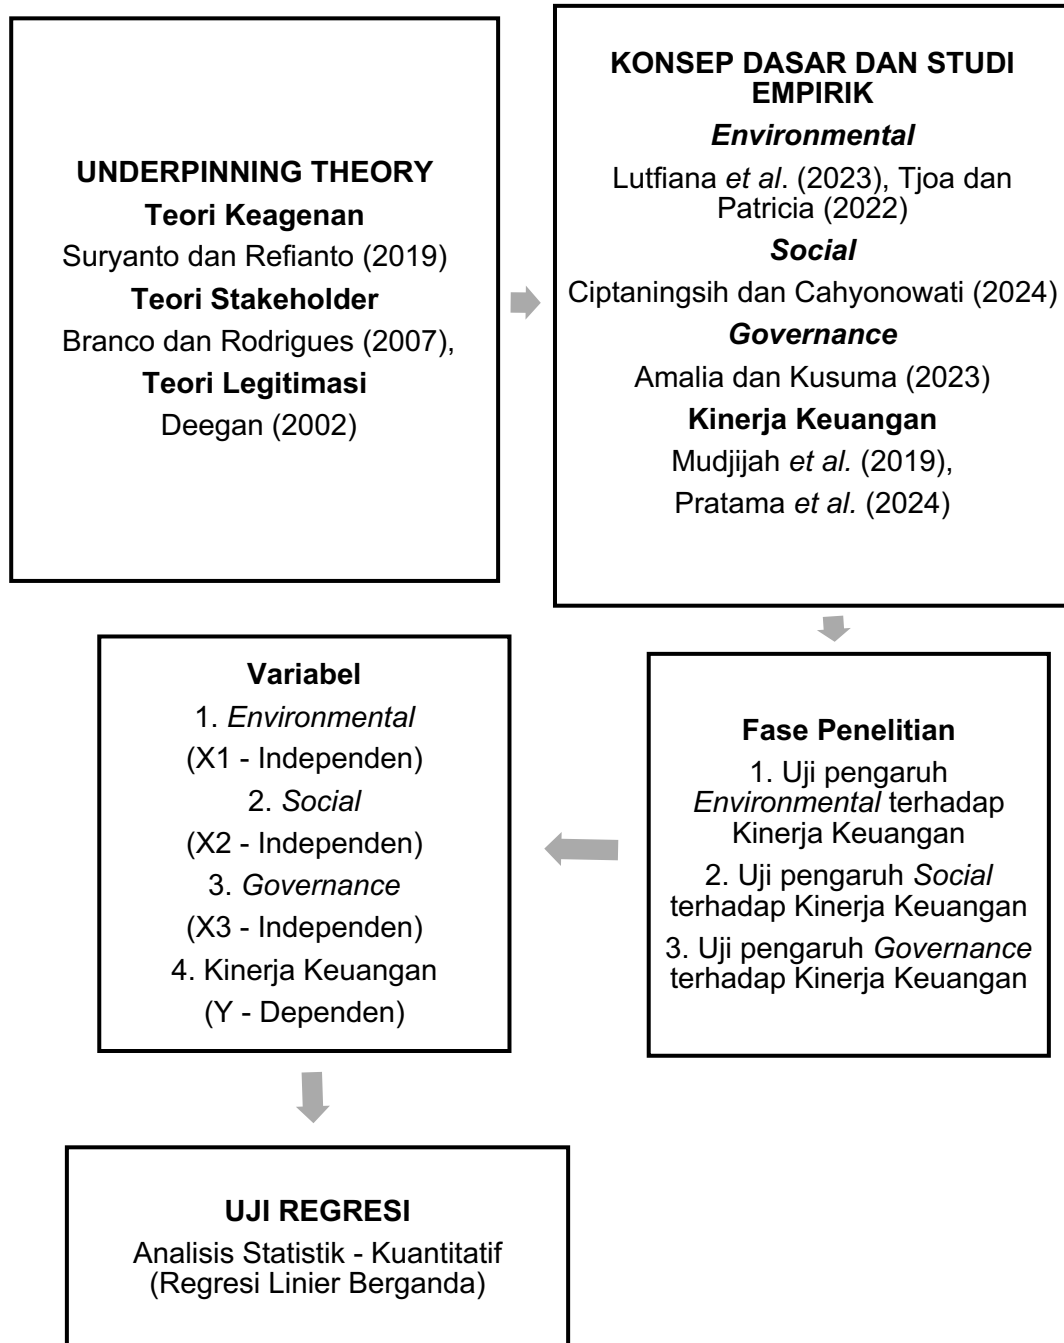 UNDERPINNING THEORY
Teori Keagenan
Suryanto dan Refianto (2019)
Teori Stakeholder
Branco dan Rodrigues (2007),
Teori Legitimasi
Deegan (2002)
KONSEP DASAR DAN STUDI
EMPIRIK
Environmental
Lutfiana et al. (2023), Tjoa dan
Patricia (2022)
Social
Ciptaningsih dan Cahyonowati (2024)
Governance
Amalia dan Kusuma (2023)
Kinerja Keuangan
Mudjijah et al. (2019),
Pratama et al. (2024)
Fase Penelitian
1. Uji pengaruh
Environmental terhadap
Kinerja Keuangan
2. Uji pengaruh Social
terhadap Kinerja Keuangan
3. Uji pengaruh Governance
terhadap Kinerja Keuangan
Variabel
1. Environmental
(X1 - Independen)
2. Social
(X2 - Independen)
3. Governance
(X3 - Independen)
4. Kinerja Keuangan
(Y - Dependen)
UJI REGRESI
Analisis Statistik - Kuantitatif
(Regresi Linier Berganda)